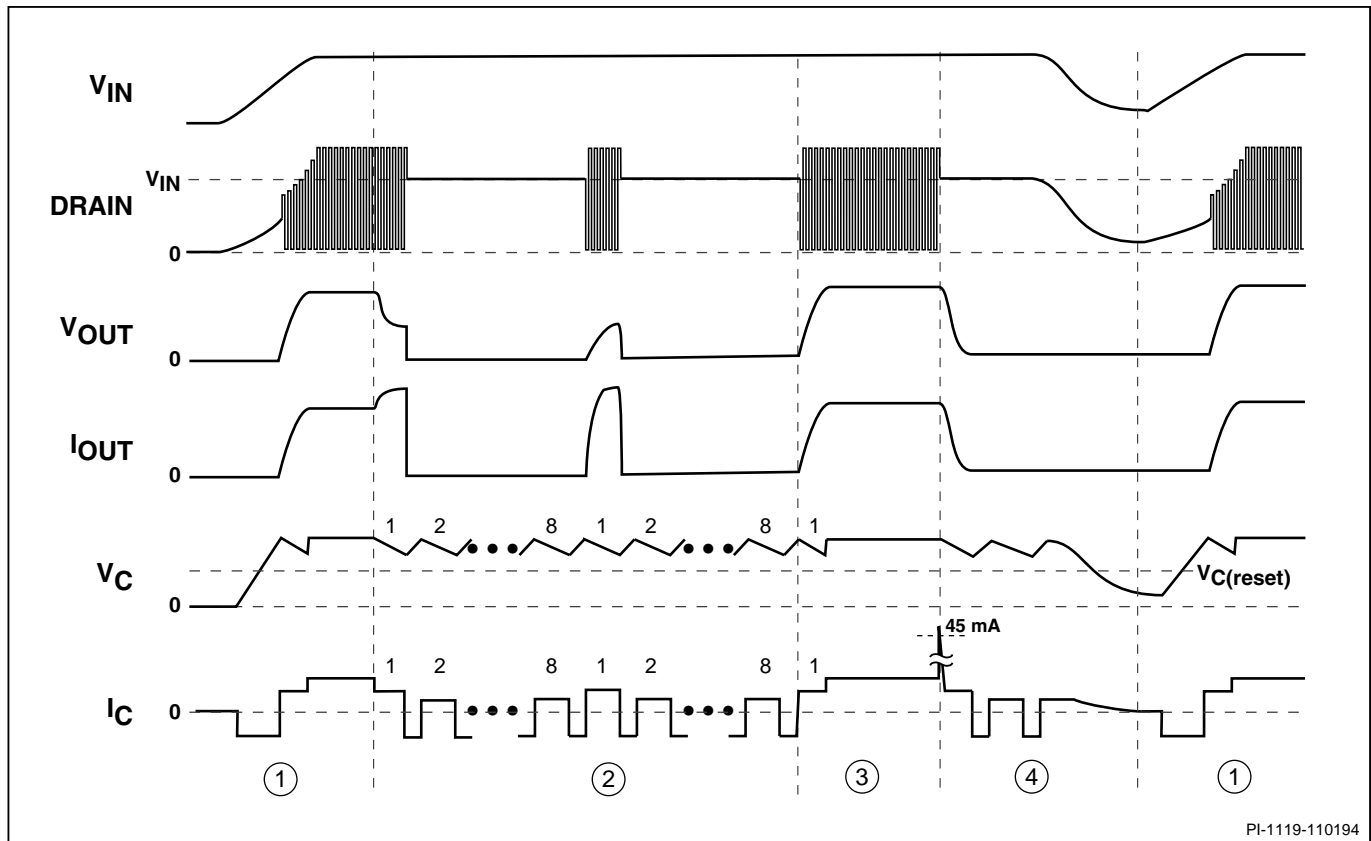 VIN
VIN
DRAIN
0
VOUT
0
IOUT
0
1 2 8 1 2 8 1
VC
VC(reset)
0
45 mA
1 2 8 1 2 8 1
IC
0
1 2 3 4 1
PI-1119-110194